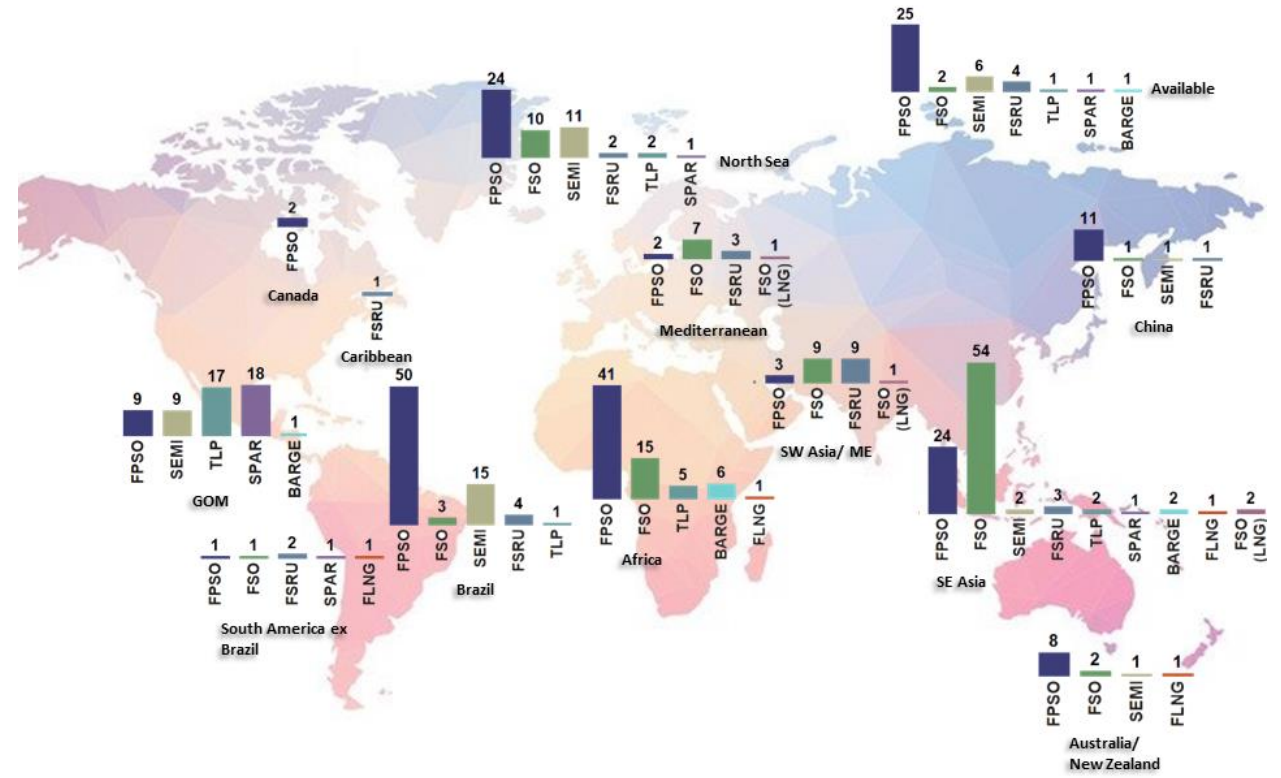 25
2
6
4
1
1
1
FPSO
FSO
SEMI
FSRU
TLP
SPAR
BARGE
Available
24
10
11
2
2
1
FPSO
FSO
SEMI
FSRU
TLP
SPAR
North Sea
2
FPSO
Canada
1
FSRU
Caribbean
2
7
3
1
FPSO
FSO
FSRU
FSO
(LNG)
Mediterranean
11
1
1
1
FPSO
FSO
SEMI
FSRU
China
9
9
17
18
1
FPSO
SEMI
TLP
SPAR
BARGE
GOM
50
3
15
4
1
FPSO
FSO
SEMI
FSRU
TLP
Brazil
41
15
5
6
1
FPSO
FSO
TLP
BARGE
FLNG
Africa
3
9
9
1
FPSO
FSO
FSRU
FSO
(LNG)
SW Asia/ ME
24
54
2
3
2
1
2
1
2
FPSO
FSO
SEMI
FSRU
TLP
SPAR
BARGE
FLNG
FSO
(LNG)
SE Asia
1
1
2
1
1
FPSO
FSO
FSRU
SPAR
FLNG
South America ex
Brazil
8
2
1
1
FPSO
FSO
SEMI
FLNG
Australia/
New Zealand